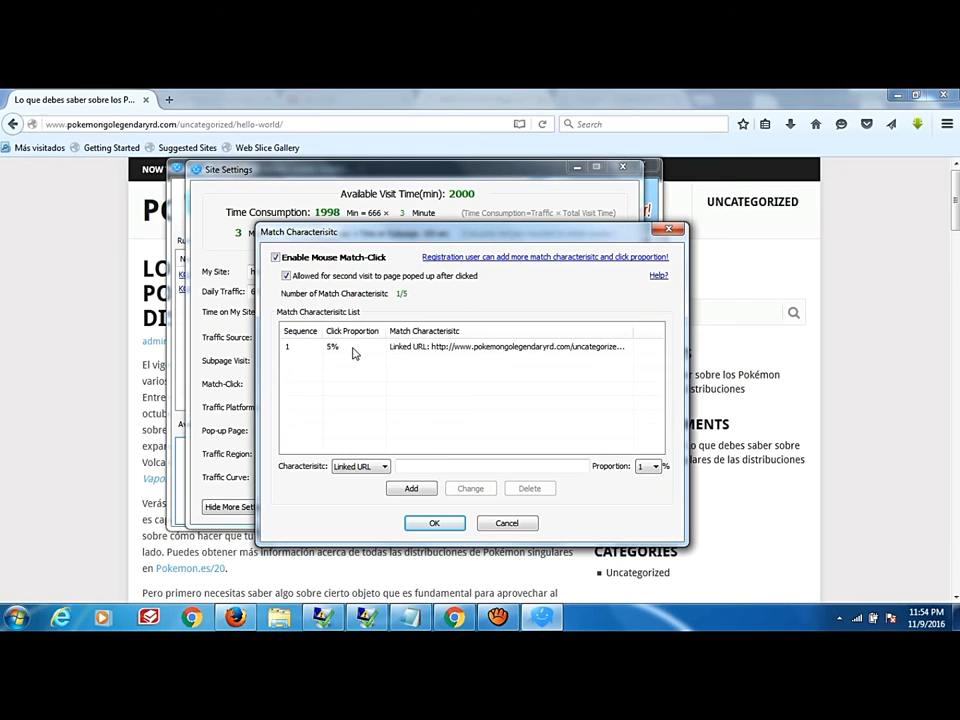 Lo que debes saber sobre los P...
www.pokemongolegendaryrd.com/uncategorized/hello-world/
Search
Más visitados
Getting Started
Suggested Sites
Web Slice Gallery
NOW
Site Settings
UNCATEGORIZED
Available Visit Time(min): 2000
Time Consumption: 1998 Min = 666 × 3 Minute (Time Consumption=Traffic × Total Visit Time)
3
Match Characterisitc
Enable Mouse Match-Click
Registration user can add more match characterisitc and click proportion!
Allowed for second visit to page poped up after clicked
Help?
Number of Match Characterisitc 1/5
Match Characterisitc List
Sequence Click Proportion Match Characterisitc
1 5% Linked URL: http://www.pokemongolegendaryrd.com/uncategorize...
Characterisitc: Linked URL Proportion: 1 %
Add Change Delete
OK Cancel
My Site:
Daily Traffic:
Time on My Site
Traffic Source:
Subpage Visit:
Match-Click:
Traffic Platform
Pop-up Page:
Traffic Region:
Traffic Curve:
Hide More Set
LO
PO
DI
admin
El vig
varios
Entre
octub
sobre
expan
Volca
Vapo
Verás
es cap
sobre cómo hacer que tu
lado. Puedes obtener más información acerca de todas las distribuciones de Pokémon singulares
en Pokemon.es/20.
Pero primero necesitas saber algo sobre cierto objeto que es fundamental para aprovechar al
r sobre los Pokémon
distribuciones
MENTS
o que debes saber sobre
lares de las distribuciones
CATEGORIES
Uncategorized
11:54 PM
11/9/2016